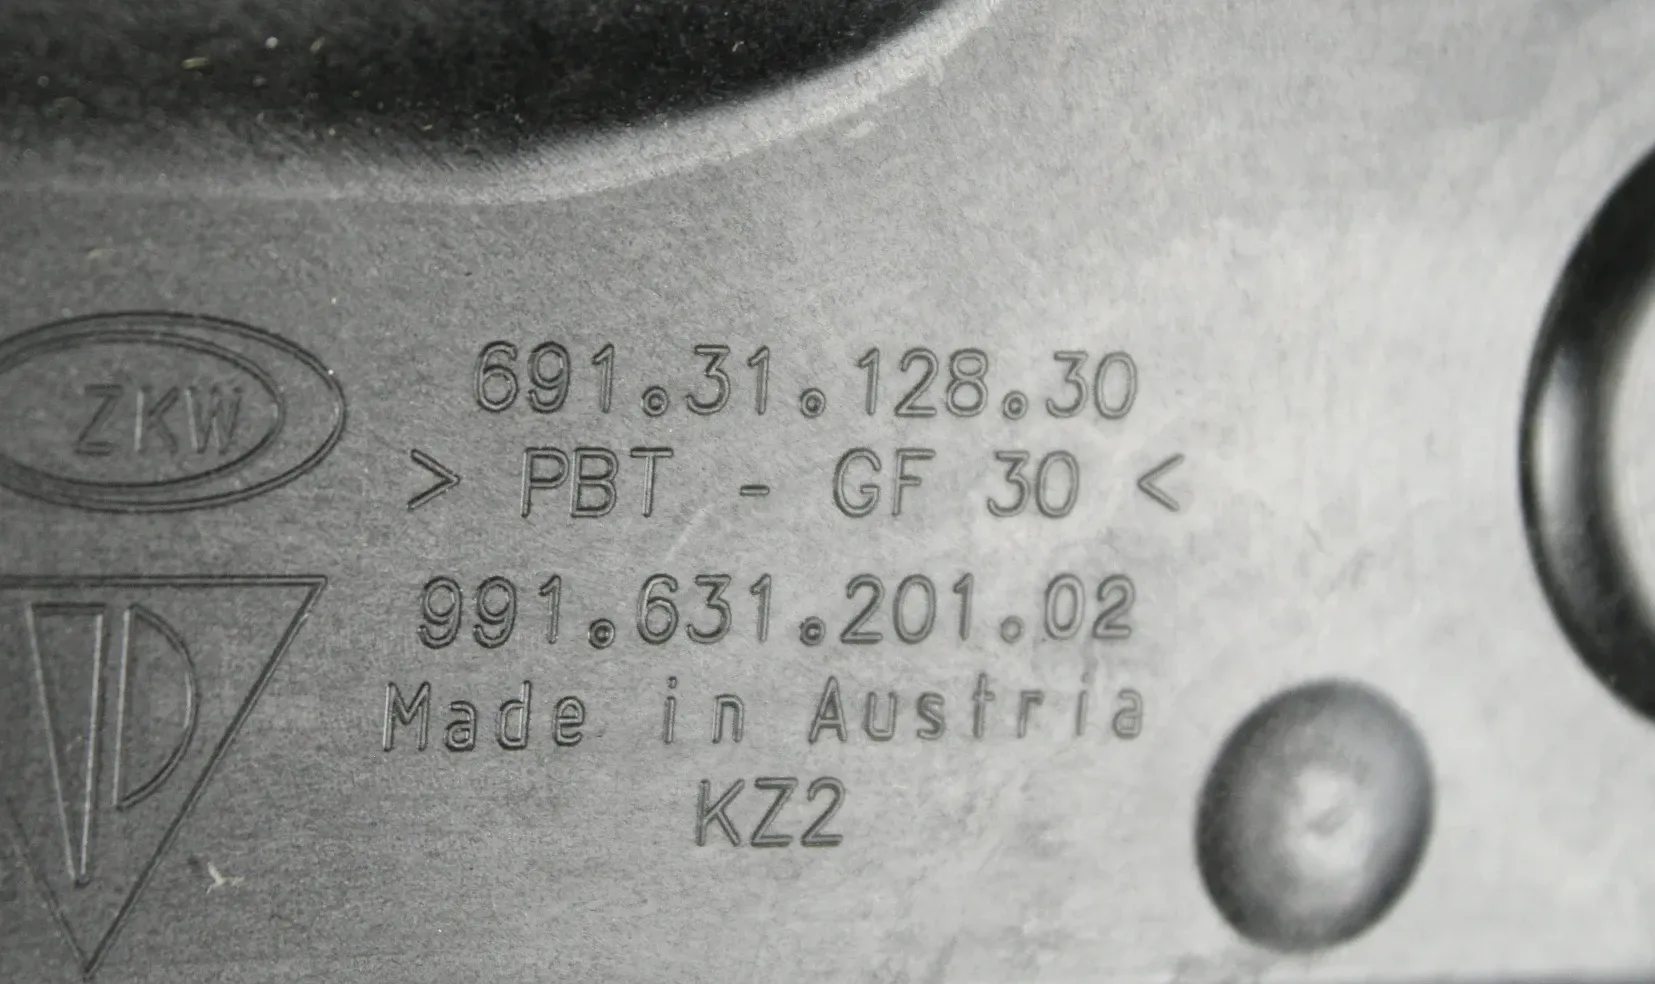 ZKW
691.31.128.30
> PBT - GF 30 <
991.631.201.02
Made in Austria
KZ2